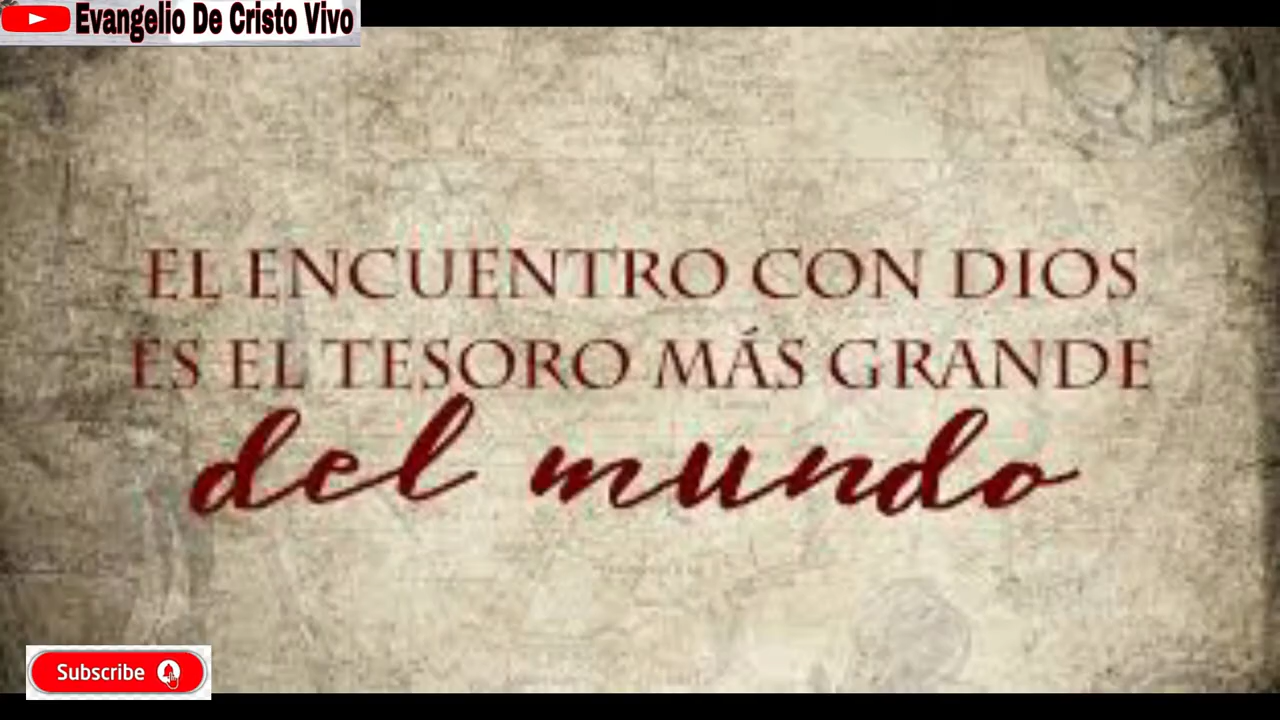 Evangelio De Cristo Vivo
EL ENCUENTRO CON DIOS
ES EL TESORO MÁS GRANDE
del mundo
Subscribe